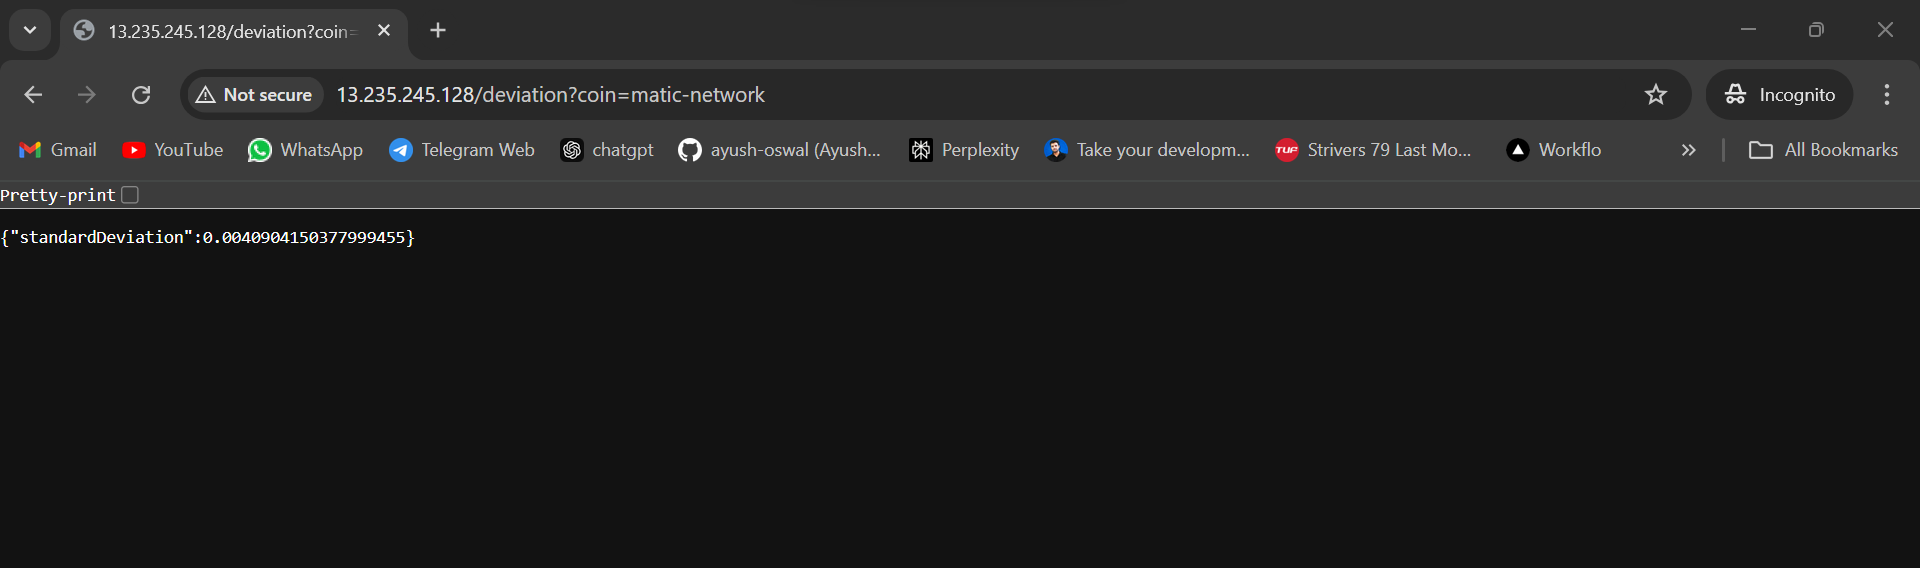 13.235.245.128/deviation?coin=
Not secure 13.235.245.128/deviation?coin=matic-network Incognito
Gmail YouTube WhatsApp Telegram Web chatgpt ayush-oswal (Ayush... Perplexity Take your developm... TUF Strivers 79 Last Mo... Workflo » All Bookmarks
Pretty-print
{"standardDeviation":0.0040904150377999455}